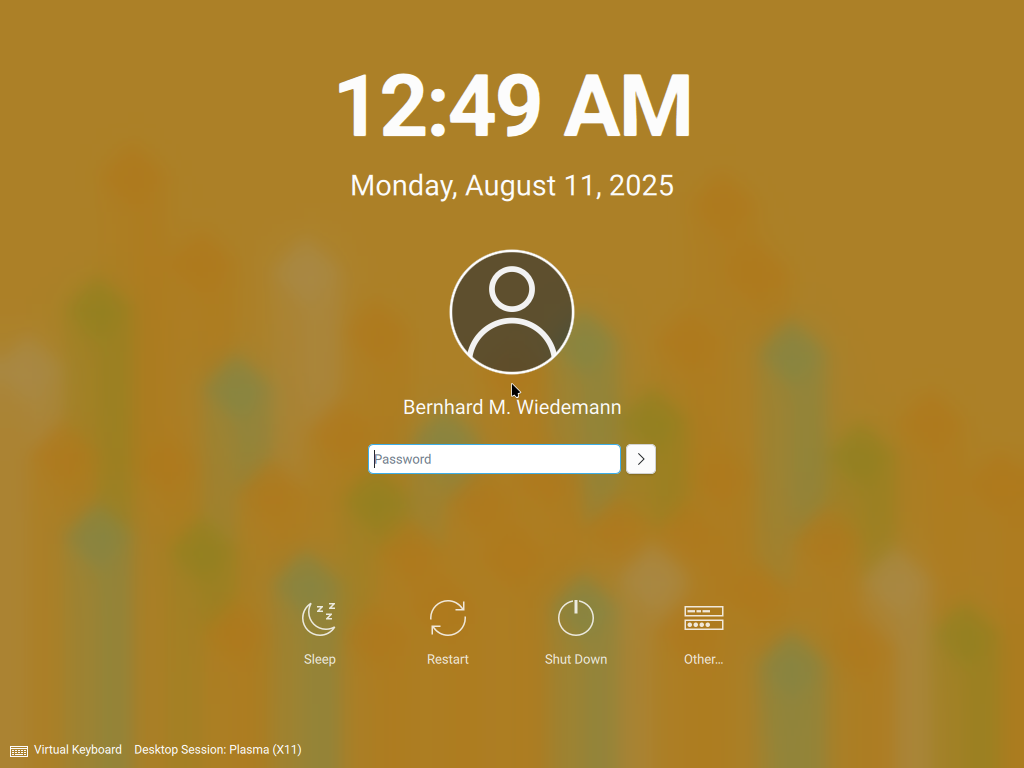 12:49 AM
Monday, August 11, 2025
Bernhard M. Wiedemann
Password
Sleep
Restart
Shut Down
Other...
Virtual Keyboard
Desktop Session: Plasma (X11)